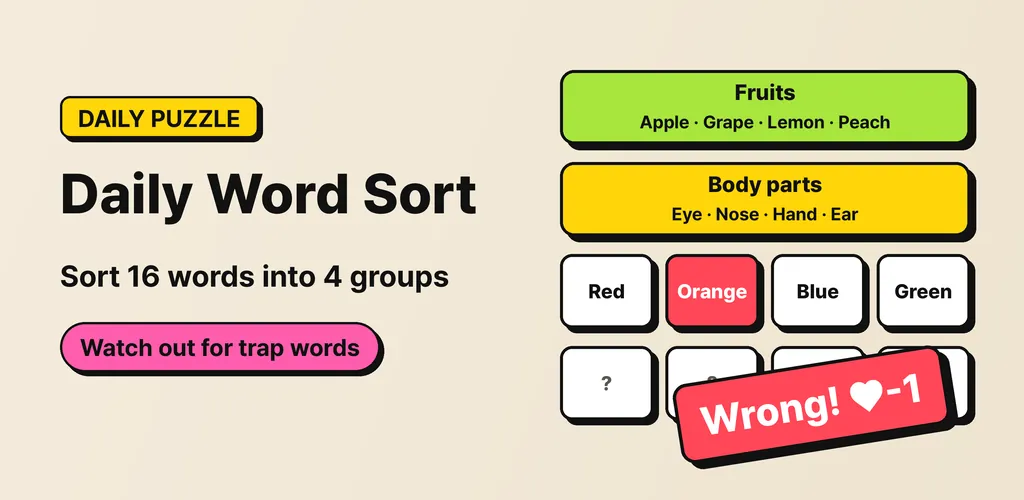 DAILY PUZZLE
Daily Word Sort
Sort 16 words into 4 groups
Watch out for trap words
Fruits
Apple · Grape · Lemon · Peach
Body parts
Eye · Nose · Hand · Ear
Red
Orange
Blue
Green
?
Wrong! ♥-1